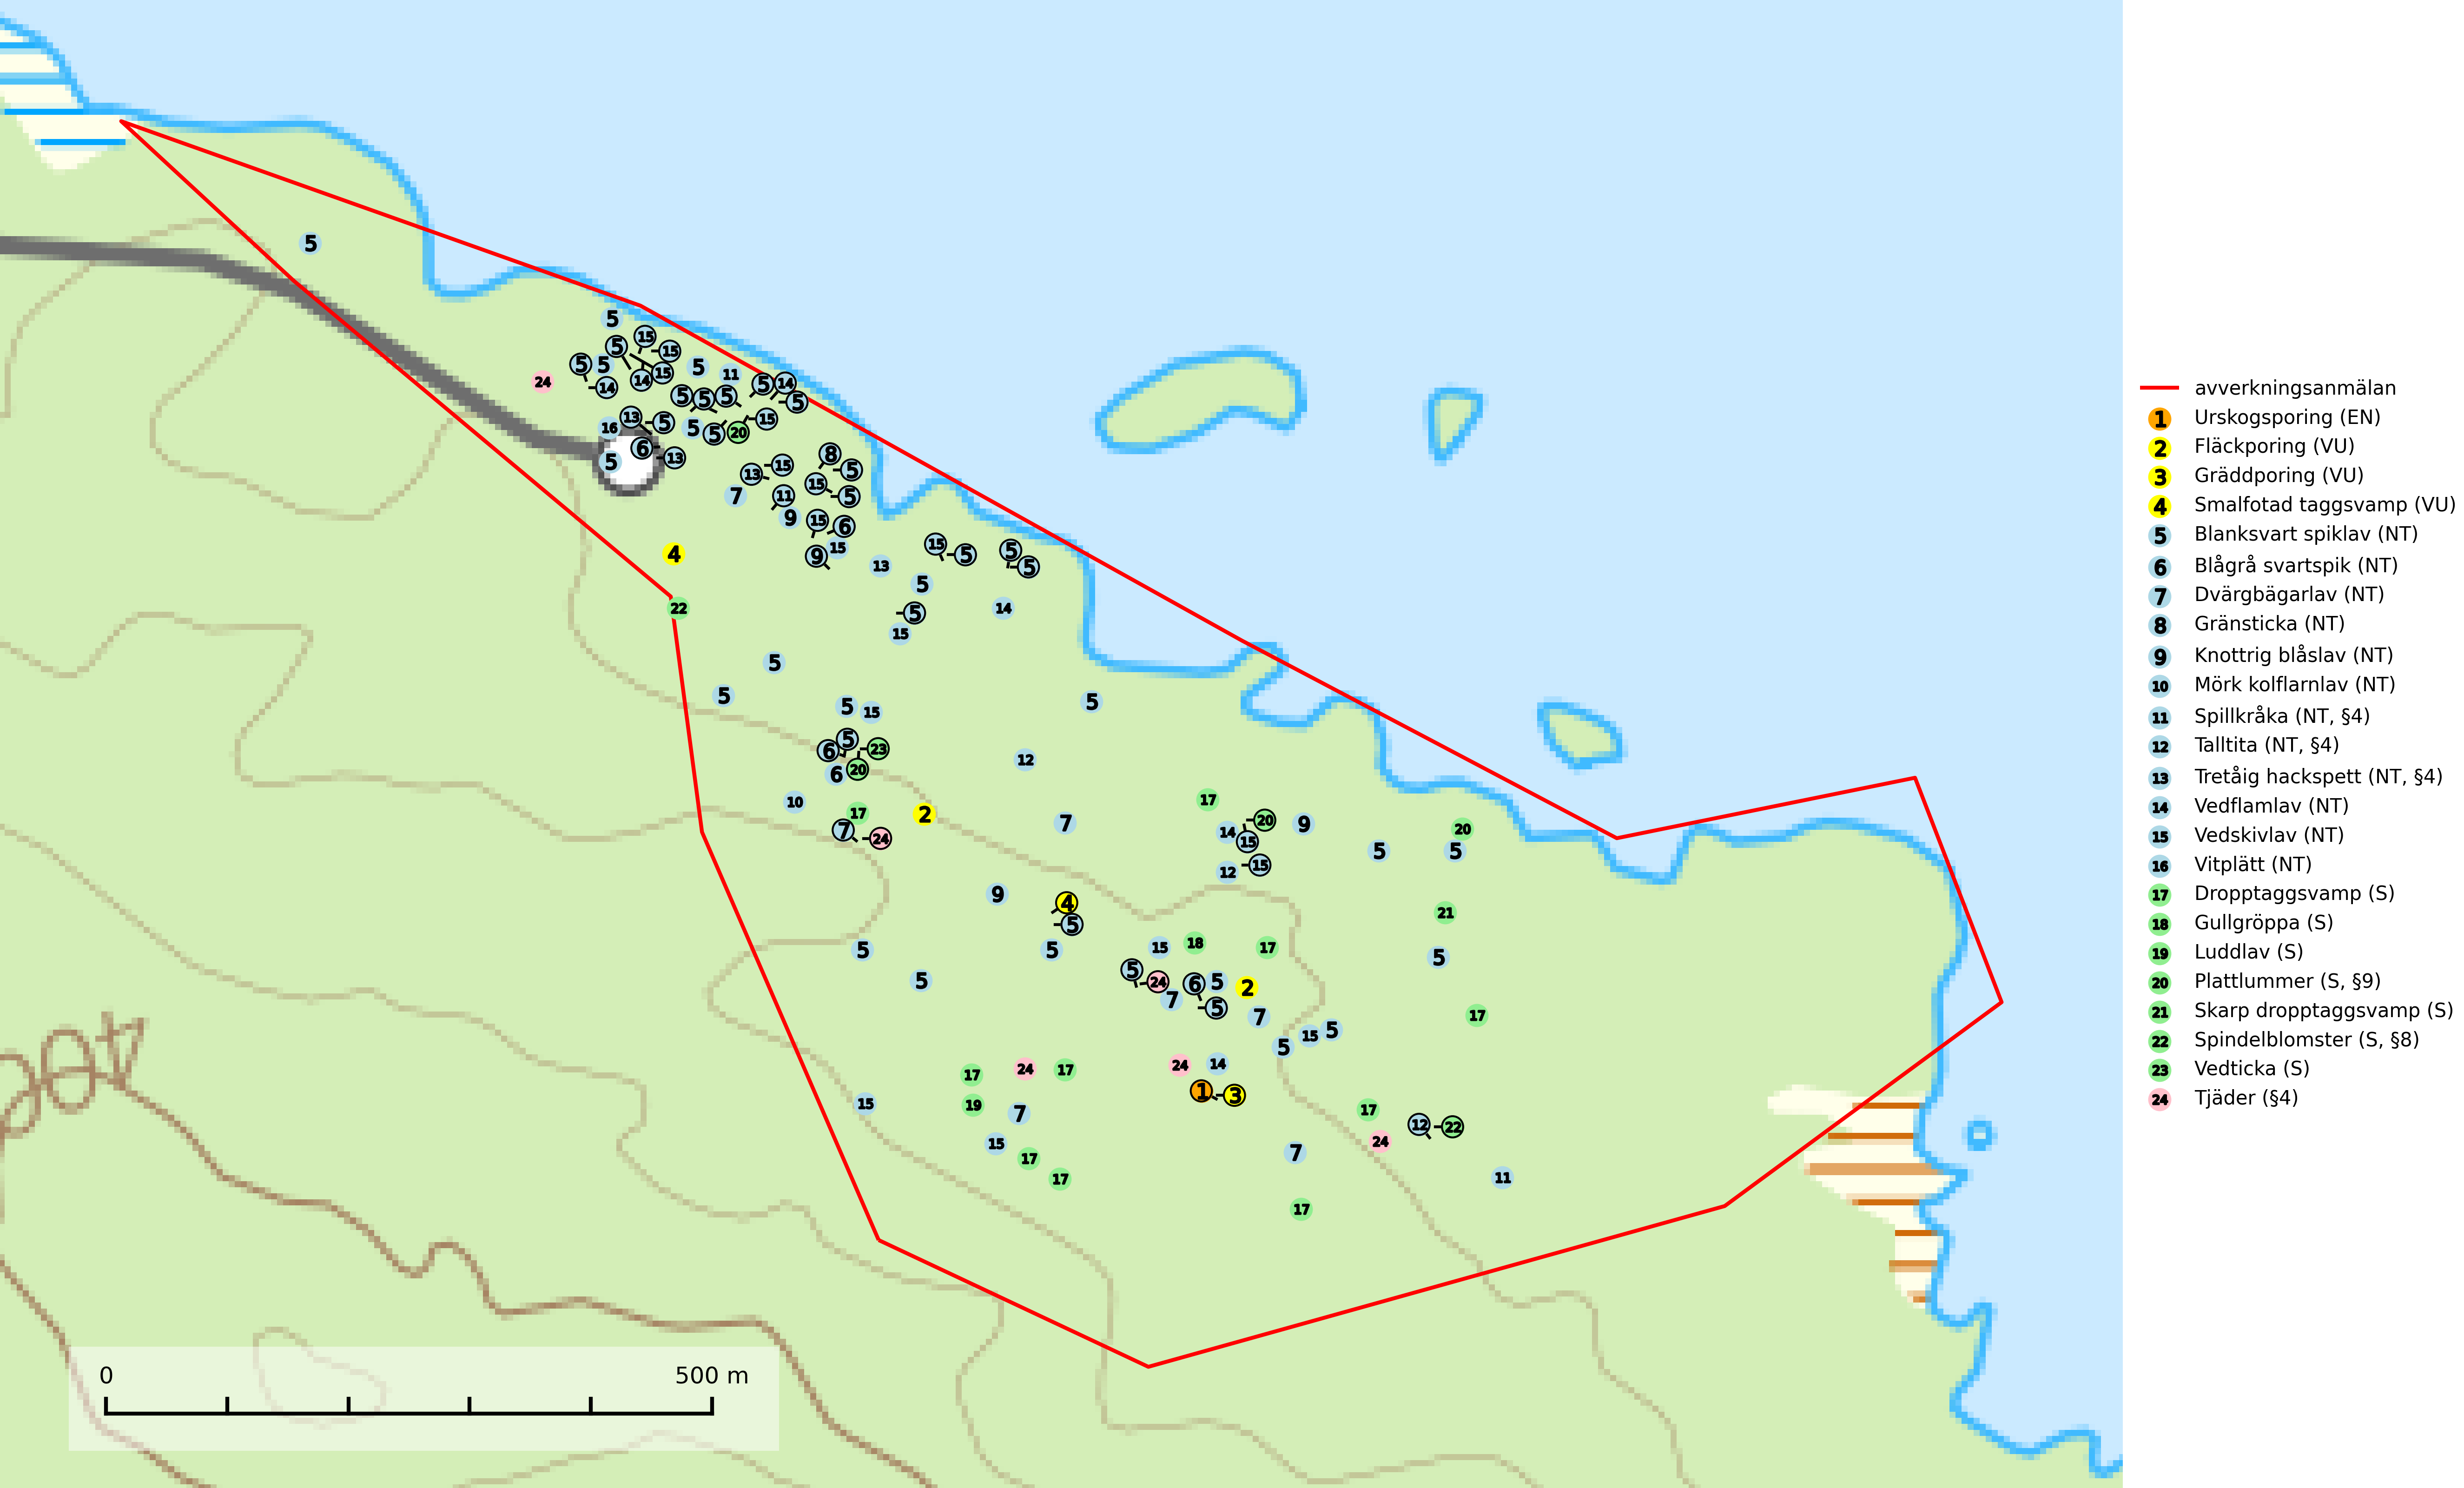 avverkningsanmälan
1 Urskogsporing (EN)
2 Fläckporing (VU)
3 Gräddporing (VU)
4 Smalfotad taggsvamp (VU)
5 Blanksvart spiklav (NT)
6 Blågrå svartspik (NT)
7 Dvärgbägarlav (NT)
8 Gränsticka (NT)
9 Knottrig blåslav (NT)
10 Mörk kolflarnlav (NT)
11 Spillkråka (NT, §4)
12 Talltita (NT, §4)
13 Tretåig hackspett (NT, §4)
14 Vedflamlav (NT)
15 Vedskivlav (NT)
16 Vitplätt (NT)
17 Dropptaggsvamp (S)
18 Gullgröppa (S)
19 Luddlav (S)
20 Plattlummer (S, §9)
21 Skarp dropptaggsvamp (S)
22 Spindelblomster (S, §8)
23 Vedticka (S)
24 Tjäder (§4)
0 500 m